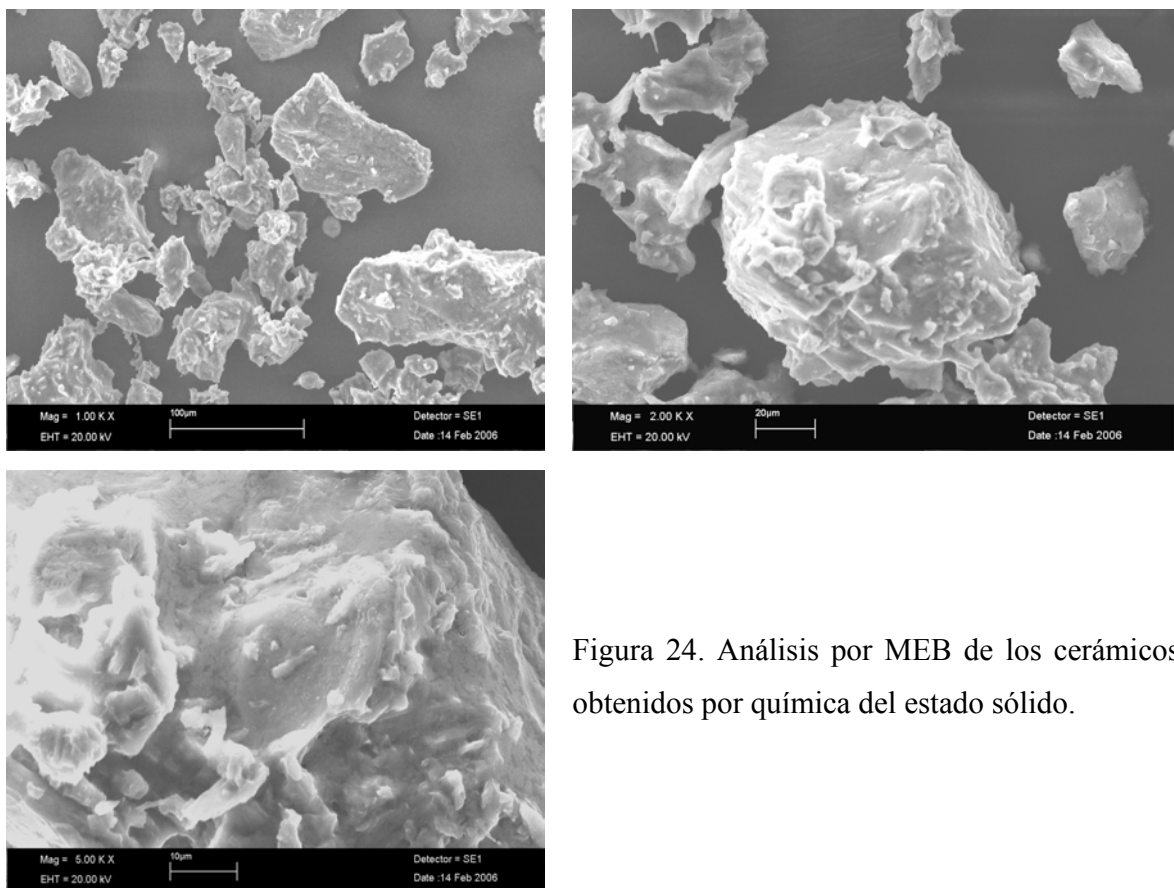 Mag = 1.00 K X 100µm Detector = SE1
EHT = 20.00 kV Date :14 Feb 2006
Mag = 2.00 K X 20µm Detector = SE1
EHT = 20.00 kV Date :14 Feb 2006
Mag = 5.00 K X 10µm Detector = SE1
EHT = 20.00 kV Date :14 Feb 2006
Figura 24. Análisis por MEB de los cerámicos
obtenidos por química del estado sólido.